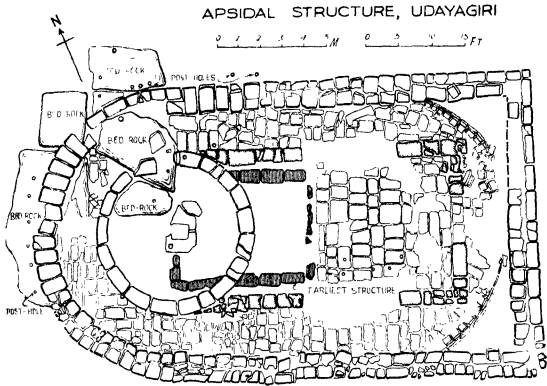 APSIDAL STRUCTURE, UDAYAGIRI
N
0 1 2 3 4 5 M
0 5 10 15 FT
BED-ROCK
POST HOLES
BED ROCK
BED ROCK
BED-ROCK
BED ROCK
EARLIEST STRUCTURE
POST-HOLE